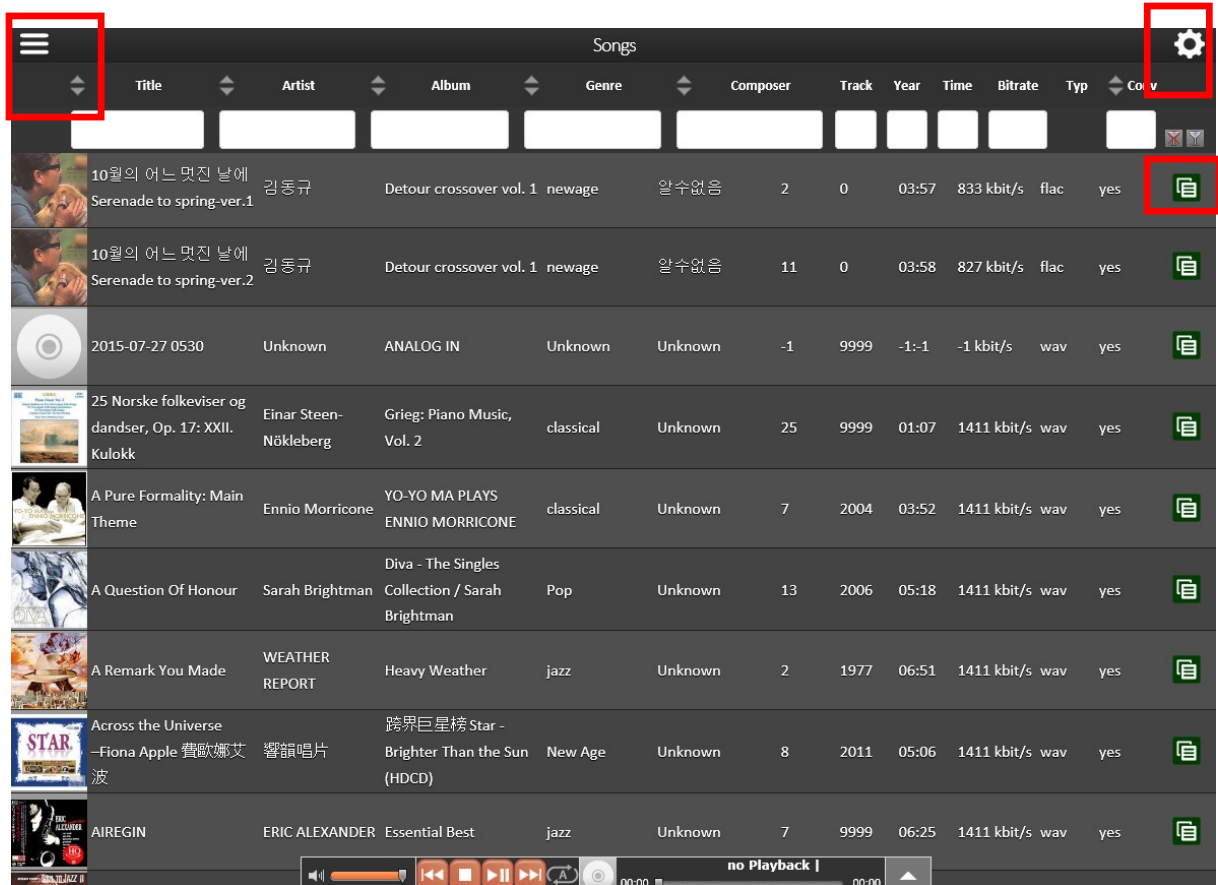 Songs
Title Artist Album Genre Composer Track Year Time Bitrate Typ Conv
10월의 어느 멋진 날에
Serenade to spring-ver.1
김동규
Detour crossover vol. 1
newage
알수없음
2
0
03:57
833 kbit/s
flac
yes
10월의 어느 멋진 날에
Serenade to spring-ver.2
김동규
Detour crossover vol. 1
newage
알수없음
11
0
03:58
827 kbit/s
flac
yes
2015-07-27 0530
Unknown
ANALOG IN
Unknown
Unknown
-1
9999
-1:-1
-1 kbit/s
wav
yes
25 Norske folkeviser og
dandser, Op. 17: XXII.
Kulokk
Einar Steen-
Nökleberg
Grieg: Piano Music,
Vol. 2
classical
Unknown
25
9999
01:07
1411 kbit/s
wav
yes
A Pure Formality: Main
Theme
Ennio Morricone
YO-YO MA PLAYS
ENNIO MORRICONE
classical
Unknown
7
2004
03:52
1411 kbit/s
wav
yes
DIVA
A Question Of Honour
Sarah Brightman
Diva - The Singles
Collection / Sarah
Brightman
Pop
Unknown
13
2006
05:18
1411 kbit/s
wav
yes
A Remark You Made
WEATHER
REPORT
Heavy Weather
jazz
Unknown
2
1977
06:51
1411 kbit/s
wav
yes
STAR
Across the Universe
–Fiona Apple 費歐娜艾
波
響韻唱片
跨界巨星榜 Star -
Brighter Than the Sun
(HDCD)
New Age
Unknown
8
2011
05:06
1411 kbit/s
wav
yes
ERIC
ALEXANDER
HQ
AIREGIN
ERIC ALEXANDER
Essential Best
jazz
Unknown
7
9999
06:25
1411 kbit/s
wav
yes
A
no Playback |
00:00
00:00